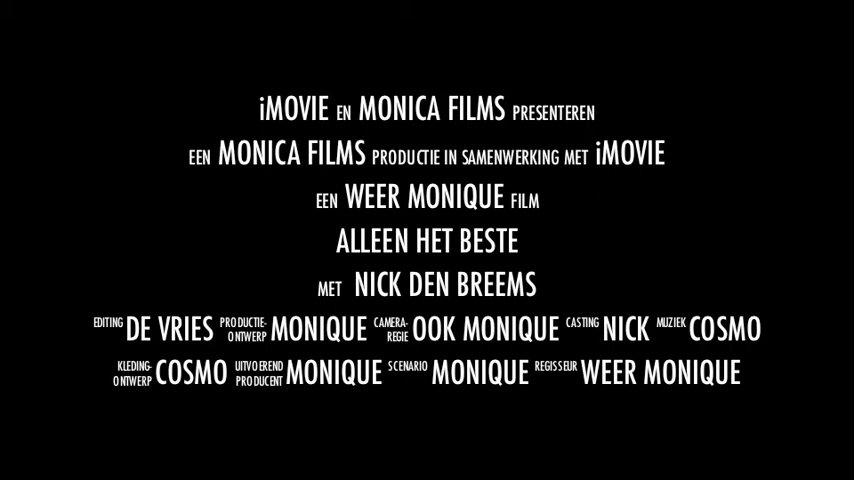 iMOVIE EN MONICA FILMS PRESENTEREN
EEN MONICA FILMS PRODUCTIE IN SAMENWERKING MET iMOVIE
EEN WEER MONIQUE FILM
ALLEEN HET BESTE
MET NICK DEN BREEMS
EDITING DE VRIES PRODUCTIE-ONTWERP MONIQUE CAMERA-REGIE OOK MONIQUE CASTING NICK MUZIEK COSMO
KLEDING-ONTWERP COSMO UITVOEREND PRODUCENT MONIQUE SCENARIO MONIQUE REGISSEUR WEER MONIQUE